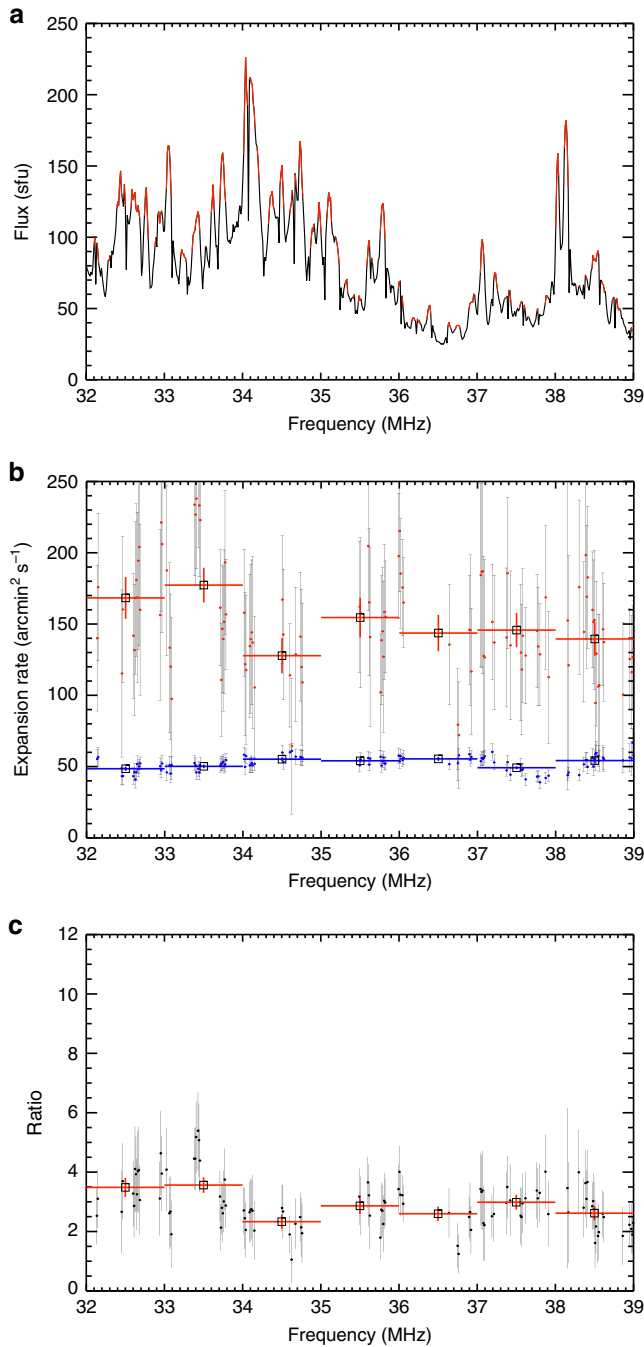 a
250
200
150
100
50
0
Flux (sfu)
32 33 34 35 36 37 38 39
Frequency (MHz)
b
250
200
150
100
50
0
Expansion rate (arcmin² s⁻¹)
32 33 34 35 36 37 38 39
Frequency (MHz)
c
12
10
8
6
4
2
0
Ratio
32 33 34 35 36 37 38 39
Frequency (MHz)